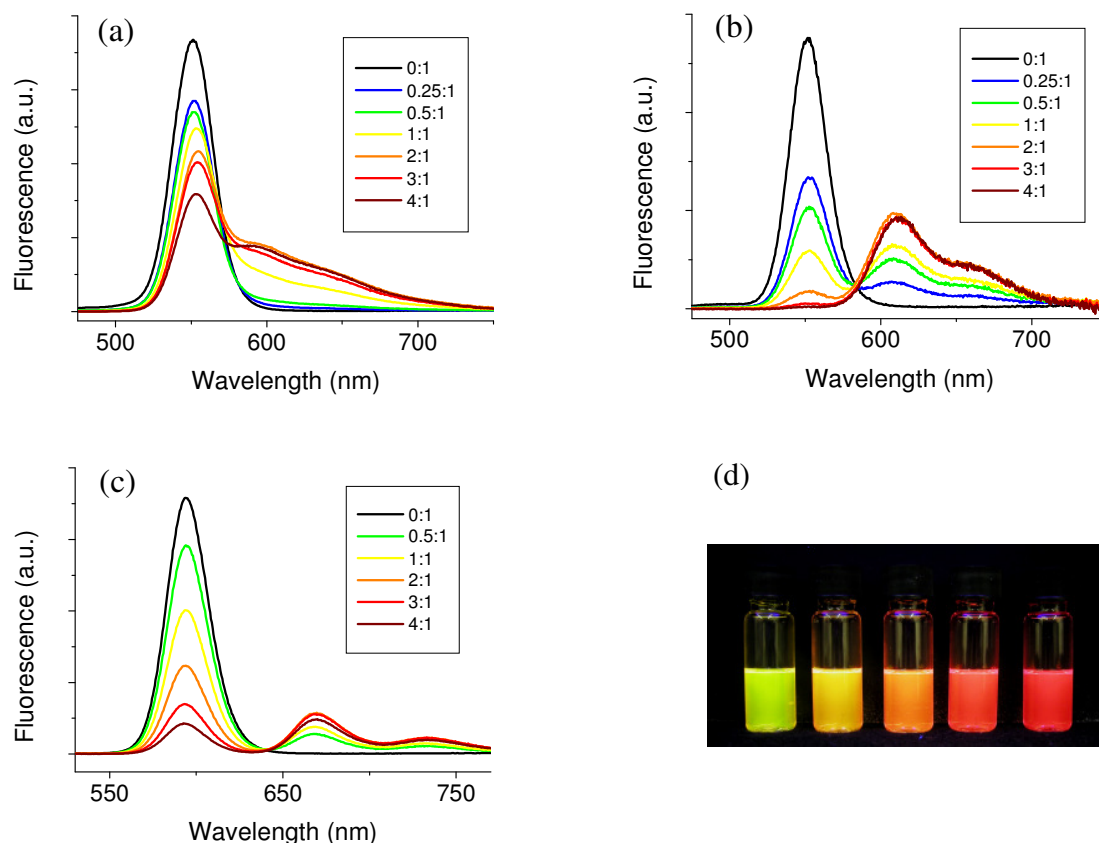 (a)
0:1
0.25:1
0.5:1
1:1
2:1
3:1
4:1
Fluorescence (a.u.)
500 600 700
Wavelength (nm)
(b)
0:1
0.25:1
0.5:1
1:1
2:1
3:1
4:1
Fluorescence (a.u.)
500 600 700
Wavelength (nm)
(c)
0:1
0.5:1
1:1
2:1
3:1
4:1
Fluorescence (a.u.)
550 650 750
Wavelength (nm)
(d)